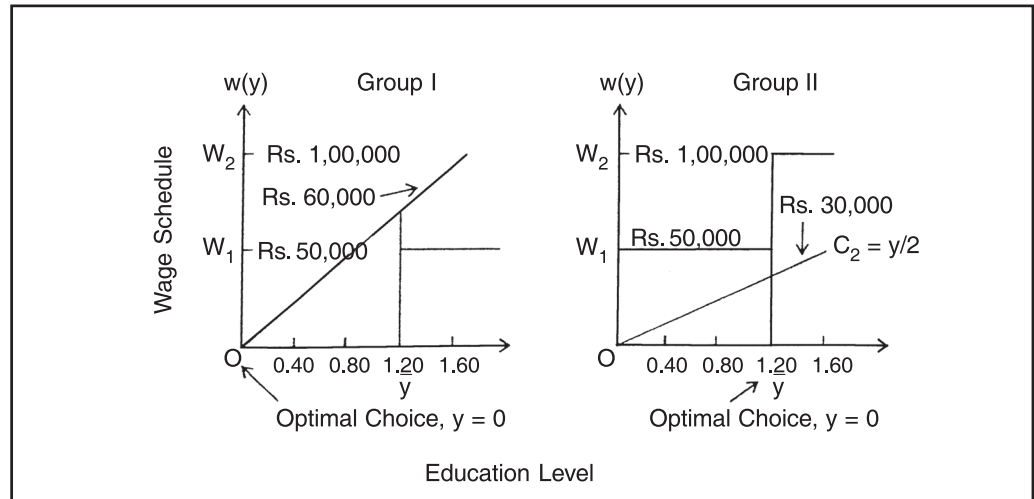 w(y) Group I
W2 Rs. 1,00,000
Rs. 60,000
W1 Rs. 50,000
Wage Schedule
O 0.40 0.80 1.20 1.60
y
Optimal Choice, y = 0
w(y) Group II
W2 Rs. 1,00,000
Rs. 30,000
W1 Rs. 50,000
C2 = y/2
O 0.40 0.80 1.20 1.60
y
Optimal Choice, y = 0
Education Level